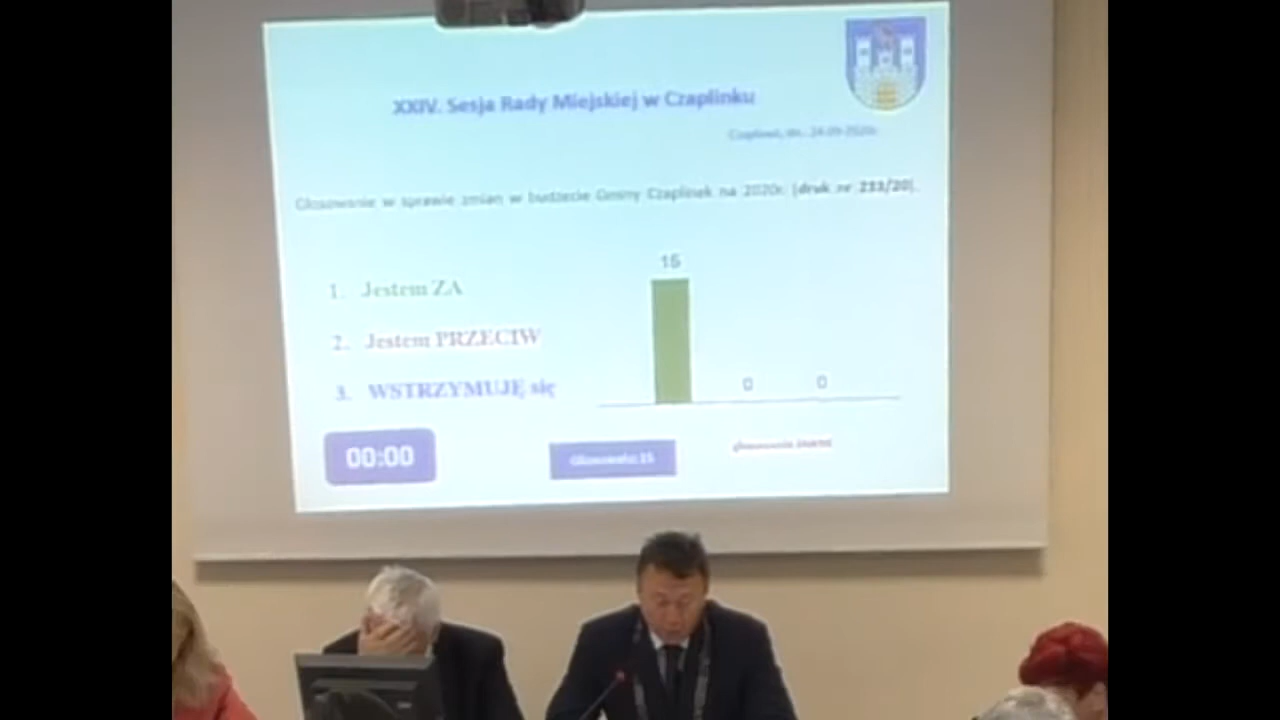 XXIV. Sesja Rady Miejskiej w Czaplinku
Czaplinek, dn. 24-09-2020r.
Głosowanie w sprawie zmian w budżecie Gminy Czaplinek na 2020r. (druk nr 233/20).
15
1. Jestem ZA
2. Jestem PRZECIW
0 0
3. WSTRZYMUJĘ się
00:00
Głosowało: 15
głosowanie